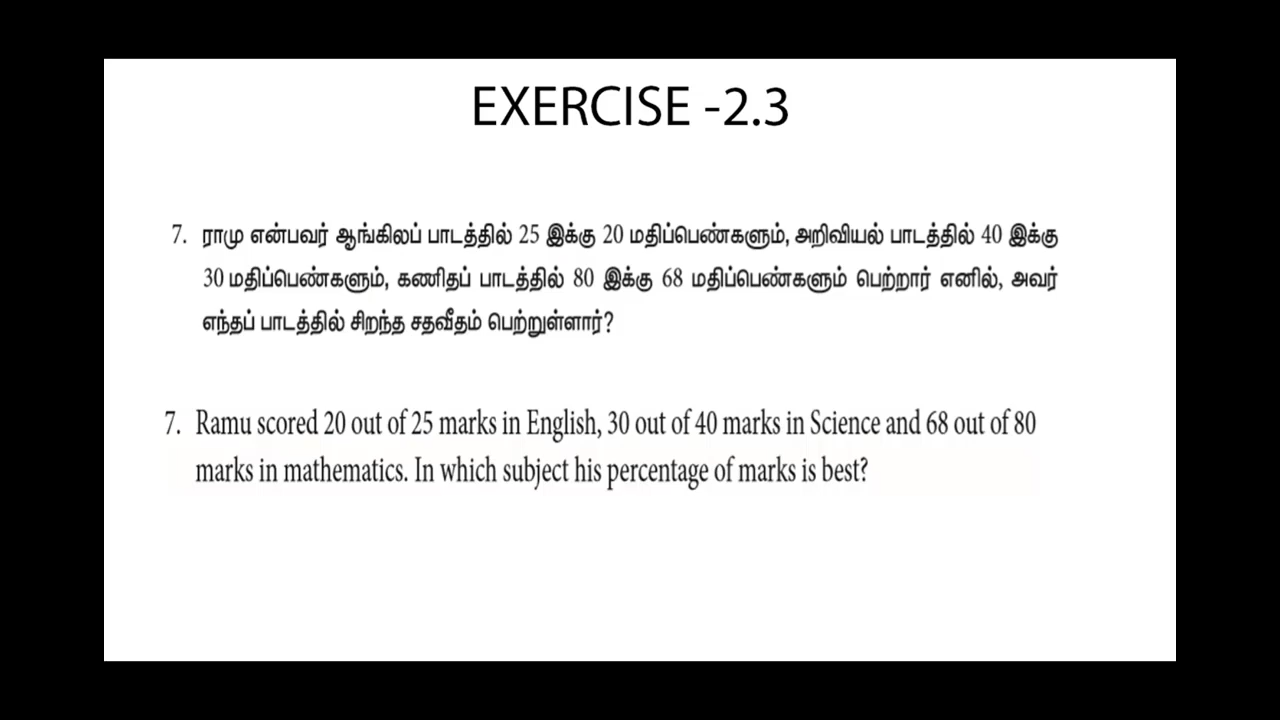 EXERCISE -2.3
7. ராமு என்பவர் ஆங்கிலப் பாடத்தில் 25 இக்கு 20 மதிப்பெண்களும், அறிவியல் பாடத்தில் 40 இக்கு
30 மதிப்பெண்களும், கணிதப் பாடத்தில் 80 இக்கு 68 மதிப்பெண்களும் பெற்றார் எனில், அவர்
எந்தப் பாடத்தில் சிறந்த சதவீதம் பெற்றுள்ளார்?
7. Ramu scored 20 out of 25 marks in English, 30 out of 40 marks in Science and 68 out of 80
marks in mathematics. In which subject his percentage of marks is best?